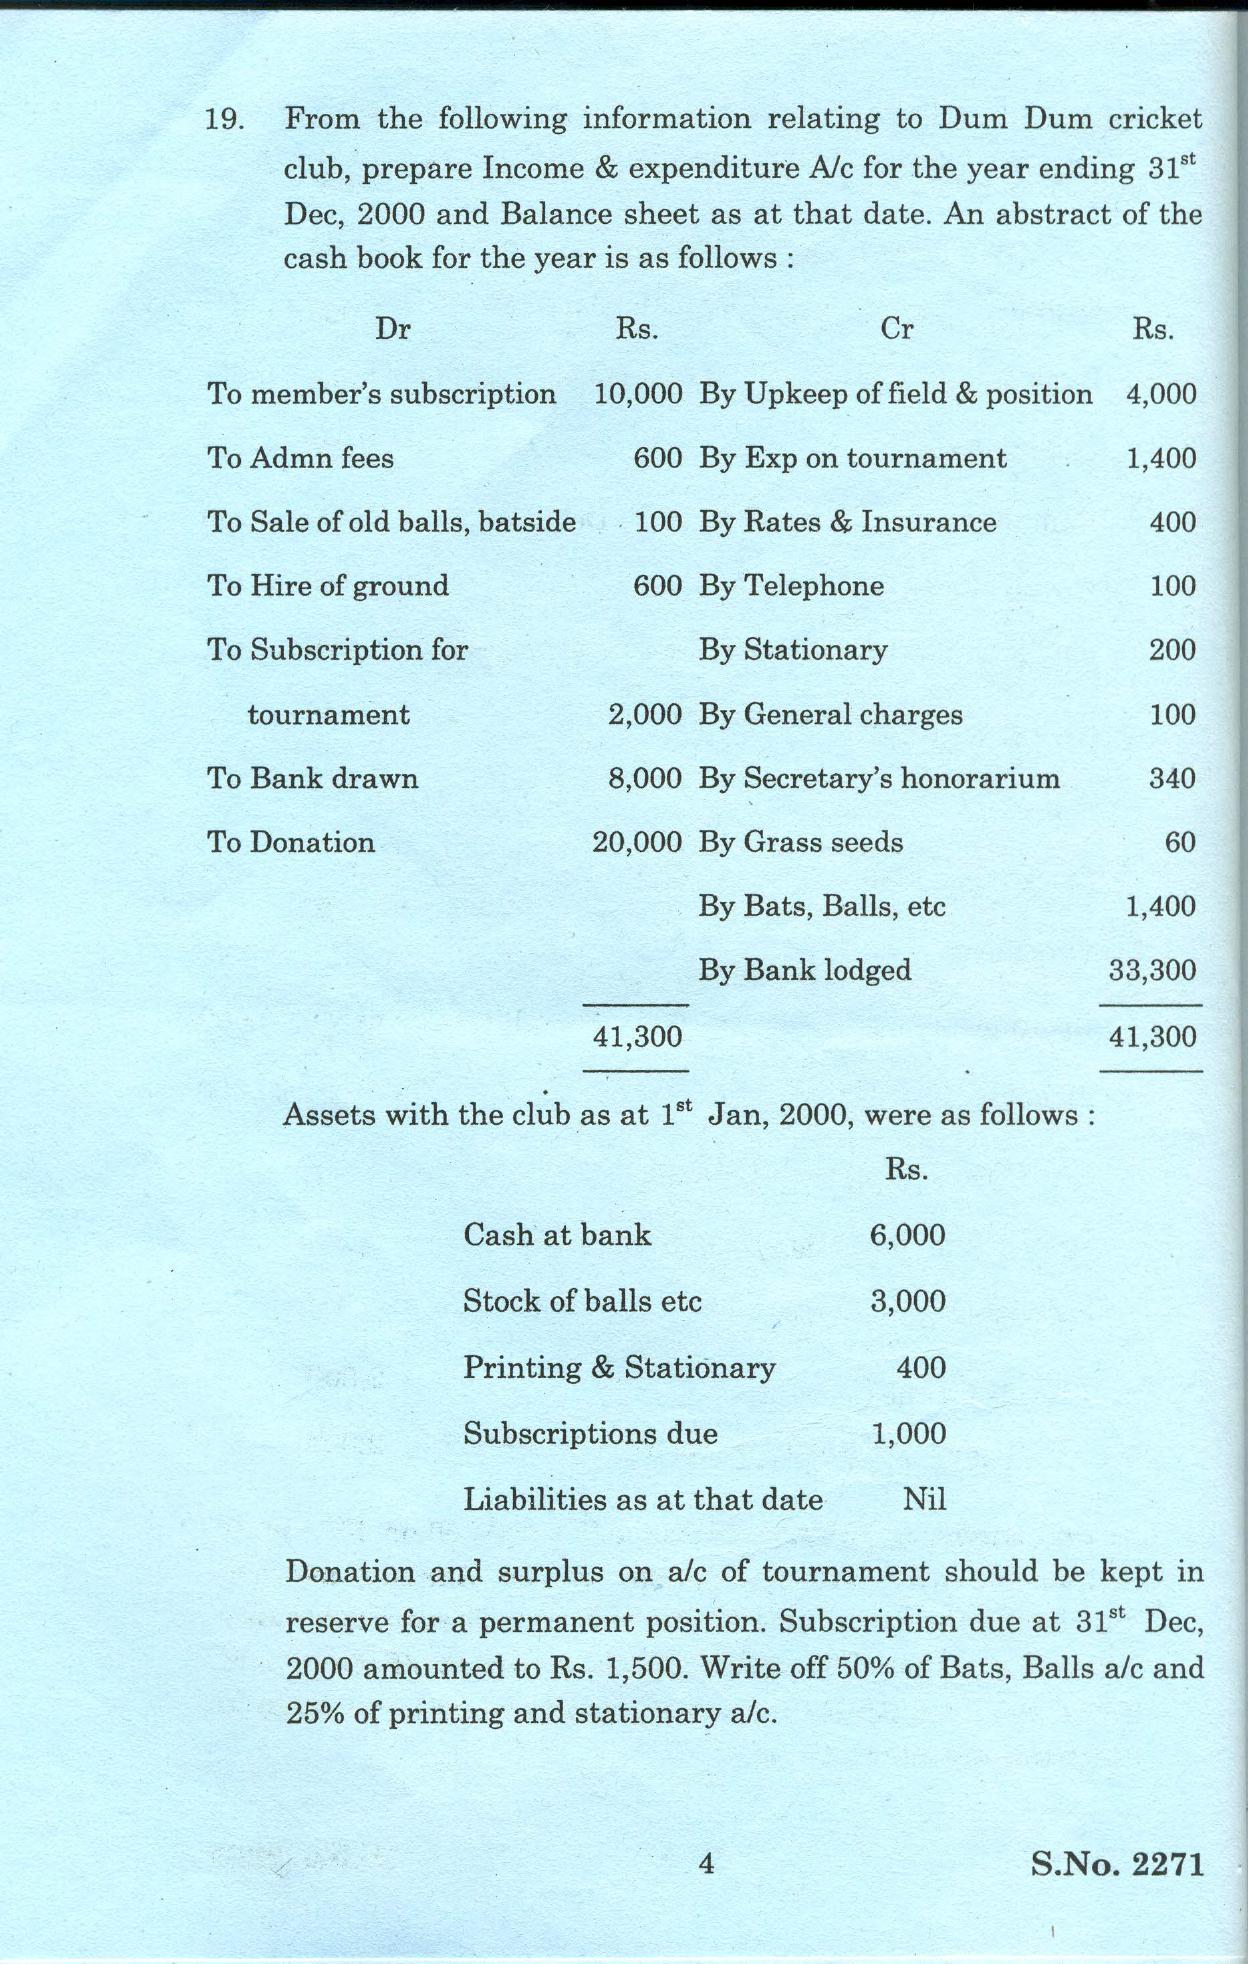 19. From the following information relating to Dum Dum cricket
club, prepare Income & expenditure A/c for the year ending 31st
Dec, 2000 and Balance sheet as at that date. An abstract of the
cash book for the year is as follows :
Dr Rs. Cr Rs.
To member's subscription 10,000 By Upkeep of field & position 4,000
To Admn fees 600 By Exp on tournament 1,400
To Sale of old balls, batside 100 By Rates & Insurance 400
To Hire of ground 600 By Telephone 100
To Subscription for By Stationary 200
tournament 2,000 By General charges 100
To Bank drawn 8,000 By Secretary's honorarium 340
To Donation 20,000 By Grass seeds 60
By Bats, Balls, etc 1,400
By Bank lodged 33,300
41,300 41,300
Assets with the club as at 1st Jan, 2000, were as follows :
Rs.
Cash at bank 6,000
Stock of balls etc 3,000
Printing & Stationary 400
Subscriptions due 1,000
Liabilities as at that date Nil
Donation and surplus on a/c of tournament should be kept in
reserve for a permanent position. Subscription due at 31st Dec,
2000 amounted to Rs. 1,500. Write off 50% of Bats, Balls a/c and
25% of printing and stationary a/c.
4 S.No. 2271